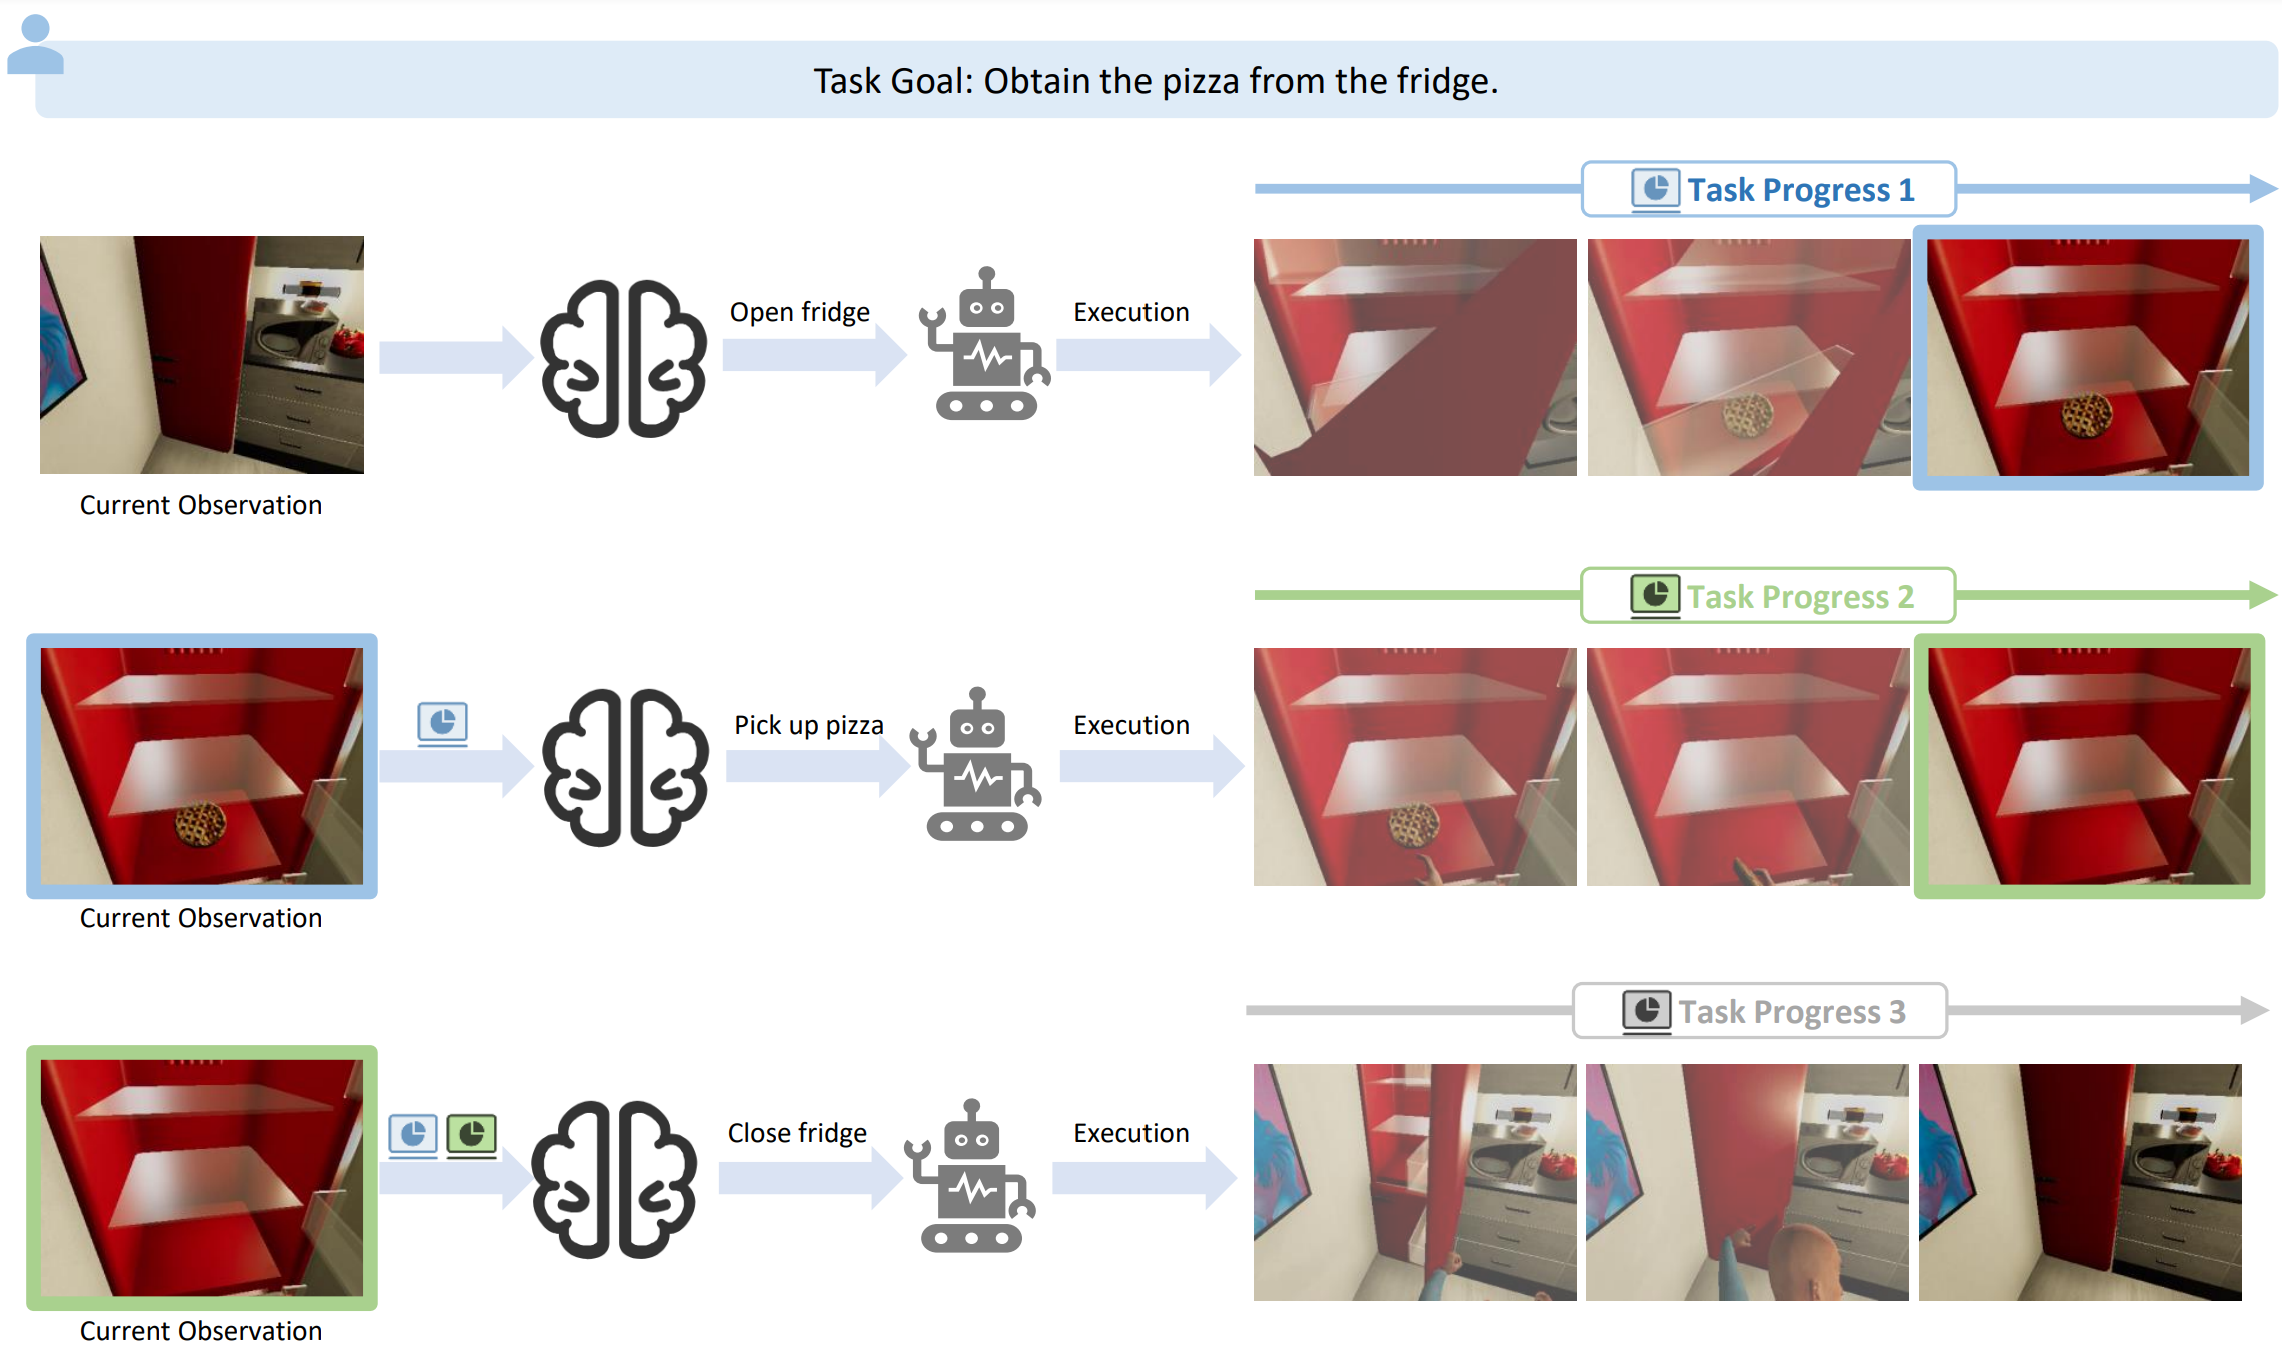 Task Goal: Obtain the pizza from the fridge.
Task Progress 1
Open fridge
Execution
Current Observation
Task Progress 2
Pick up pizza
Execution
Current Observation
Task Progress 3
Close fridge
Execution
Current Observation